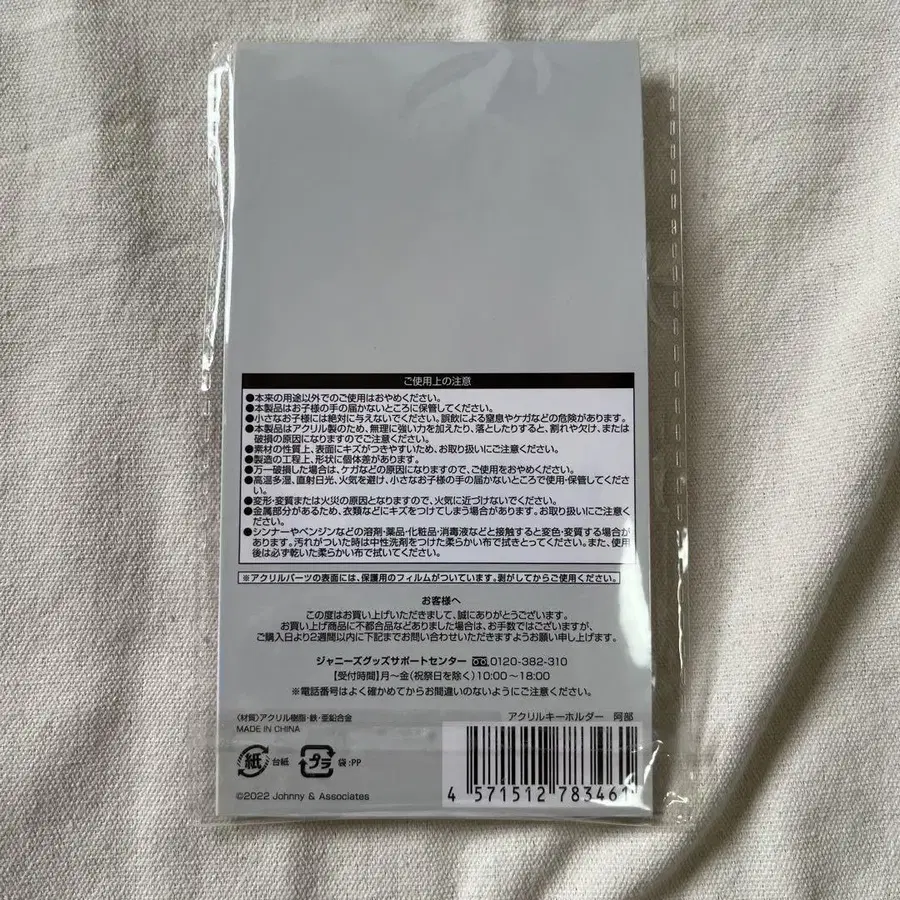 ご使用上の注意
●本来の用途以外でのご使用はおやめください。
●本製品はお子様の手の届かないところに保管してください。
●小さなお子様には絶対に与えないでください。誤飲による窒息やケガなどの危険があります。
●本製品はアクリル製のため、無理に強い力を加えたり、落としたりすると、割れや欠け、または
破損の原因になりますのでご注意ください。
●素材の性質上、表面にキズがつきやすいため、お取り扱いにご注意ください。
●製造の工程上、形状に個体差があります。
●万一破損した場合は、ケガなどの原因になりますので、ご使用をおやめください。
●高温多湿、直射日光、火気を避け、小さなお子様の手の届かないところで使用・保管してくださ
い。
●変形・変質または火災の原因となりますので、火気に近づけないでください。
●金属部分があるため、衣類などにキズをつけてしまう場合があります。お取り扱いにご注意くだ
さい。
●シンナーやベンジンなどの溶剤・薬品・化粧品・消毒液などと接触すると変色・変質する場合が
あります。汚れがついた時は中性洗剤をつけた柔らかい布で拭きとってください。また、使用
後は必ず乾いた柔らかい布で拭いてください。
※アクリルパーツの表面には、保護用のフィルムがついています。剥がしてからご使用ください。
お客様へ
この度はお買い上げいただきまして、誠にありがとうございます。
お買い上げ商品に不都合品などありました場合は、お手数ではございますが、
ご購入日より2週間以内に下記までお問い合わせいただきますようお願い申し上げます。
ジャニーズグッズサポートセンター 0120-382-310
【受付時間】月〜金(祝祭日を除く)10:00〜18:00
※電話番号はよく確かめてからお間違いのないようにご注意ください。
〈材質〉アクリル樹脂・鉄・亜鉛合金
MADE IN CHINA
アクリルキーホルダー 阿部
紙 台紙 プラ 袋:PP
4 571512 783461
©2022 Johnny & Associates